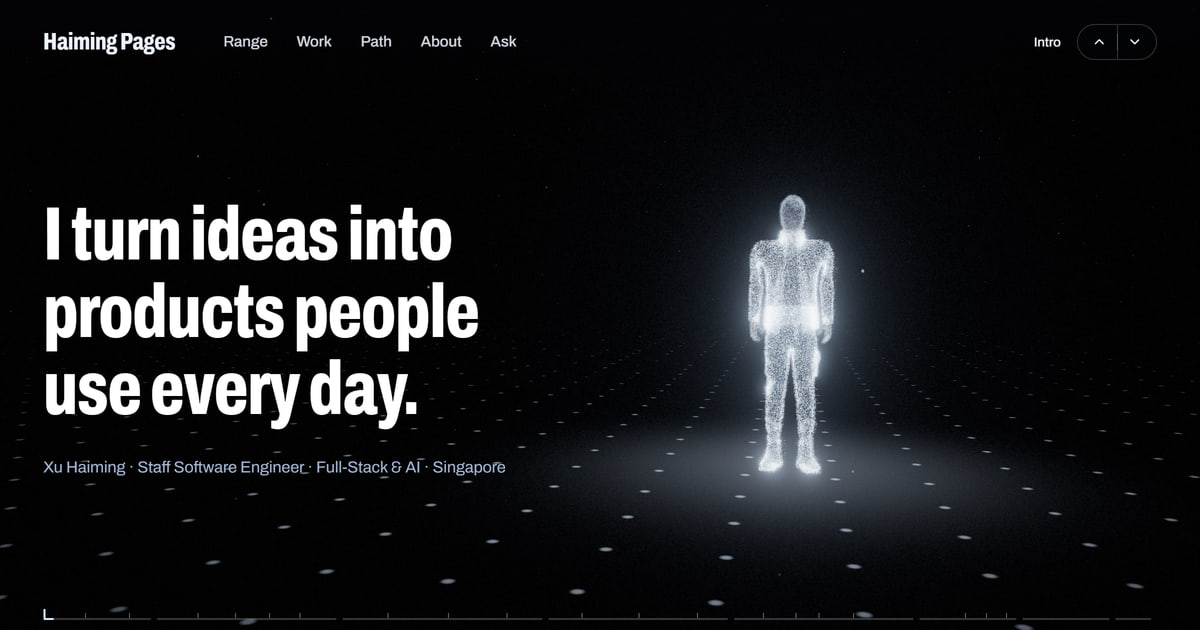 Haiming Pages
Range
Work
Path
About
Ask
Intro
I turn ideas into
products people
use every day.
Xu Haiming · Staff Software Engineer · Full-Stack & AI · Singapore